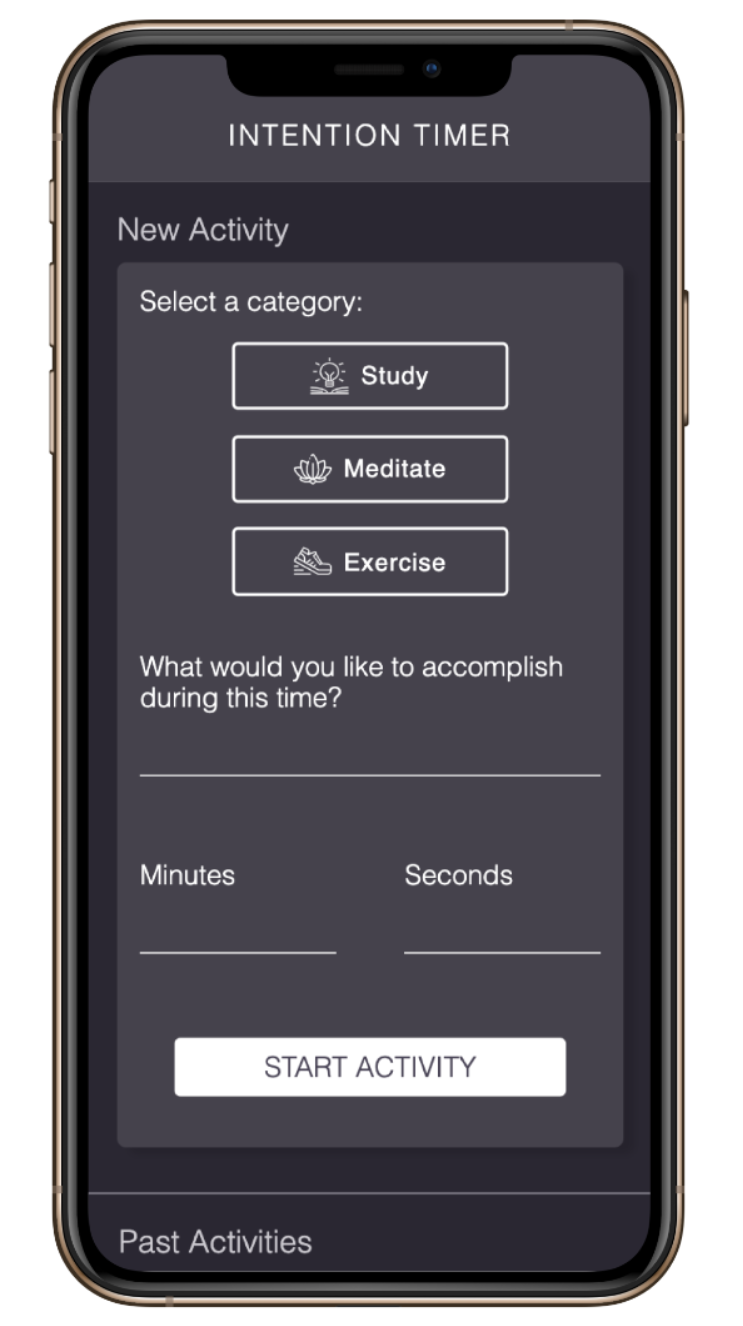 INTENTION TIMER
New Activity
Select a category:
Study
Meditate
Exercise
What would you like to accomplish
during this time?
Minutes Seconds
START ACTIVITY
Past Activities